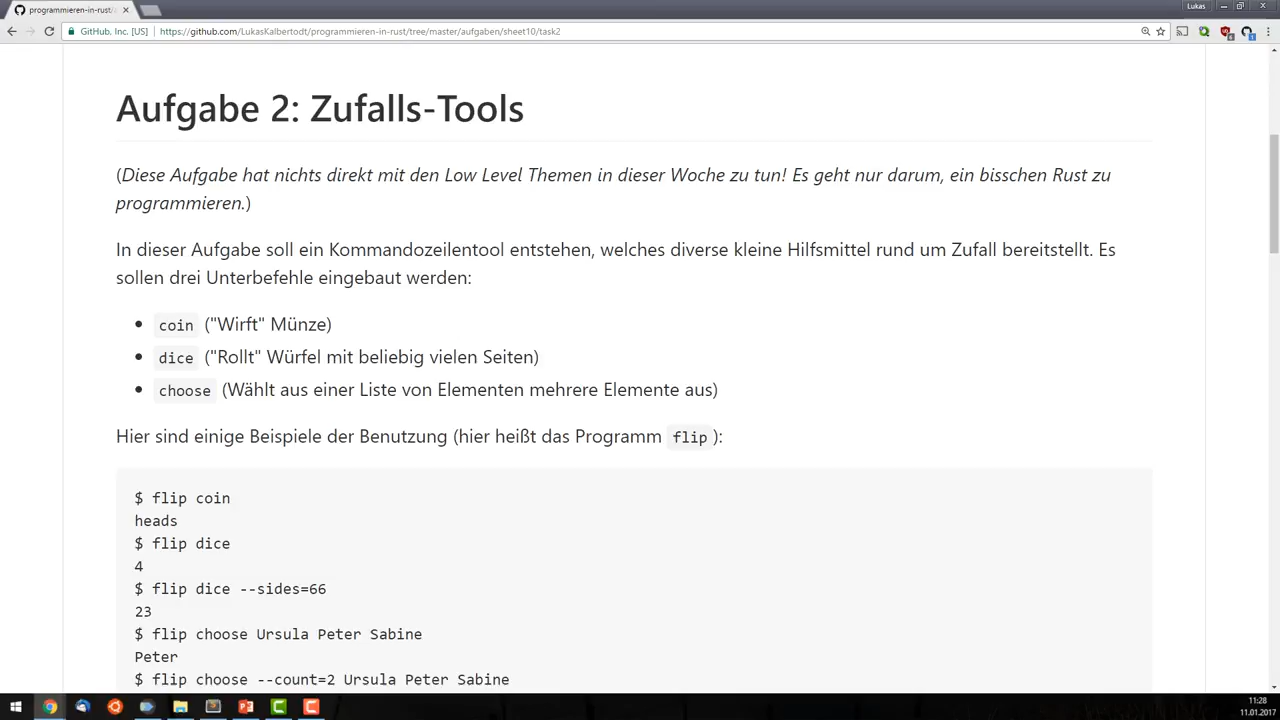 programmieren-in-rust/
Lukas
GitHub, Inc. [US]
https://github.com/LukasKalbertodt/programmieren-in-rust/tree/master/aufgaben/sheet10/task2
Aufgabe 2: Zufalls-Tools
(Diese Aufgabe hat nichts direkt mit den Low Level Themen in dieser Woche zu tun! Es geht nur darum, ein bisschen Rust zu
programmieren.)
In dieser Aufgabe soll ein Kommandozeilentool entstehen, welches diverse kleine Hilfsmittel rund um Zufall bereitstellt. Es
sollen drei Unterbefehle eingebaut werden:
• coin ("Wirft" Münze)
• dice ("Rollt" Würfel mit beliebig vielen Seiten)
• choose (Wählt aus einer Liste von Elementen mehrere Elemente aus)
Hier sind einige Beispiele der Benutzung (hier heißt das Programm flip):
$ flip coin
heads
$ flip dice
4
$ flip dice --sides=66
23
$ flip choose Ursula Peter Sabine
Peter
$ flip choose --count=2 Ursula Peter Sabine
11:28
11.01.2017